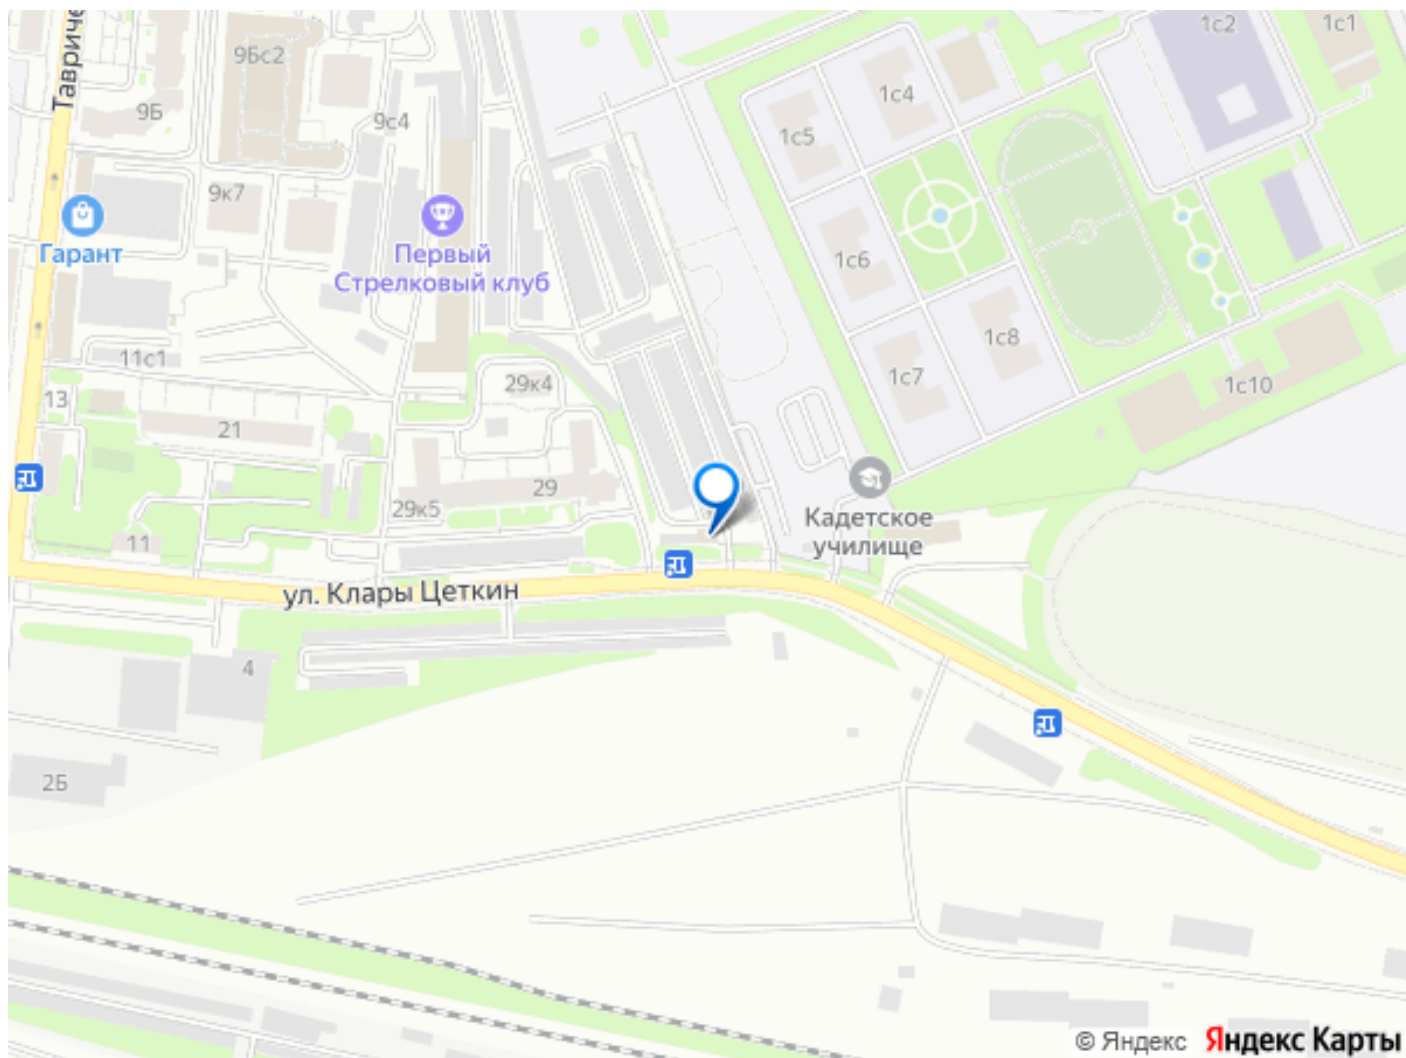 Тавриче
9Бс2
9Б
9с4
1с2
1с1
1с4
1с5
9к7
Гарант
Первый
Стрелковый клуб
1с6
1с8
1с7
1с10
11с1
13
21
29к4
29
29к5
11
Кадетское
училище
ул. Клары Цеткин
4
2Б
© Яндекс Яндекс Карты